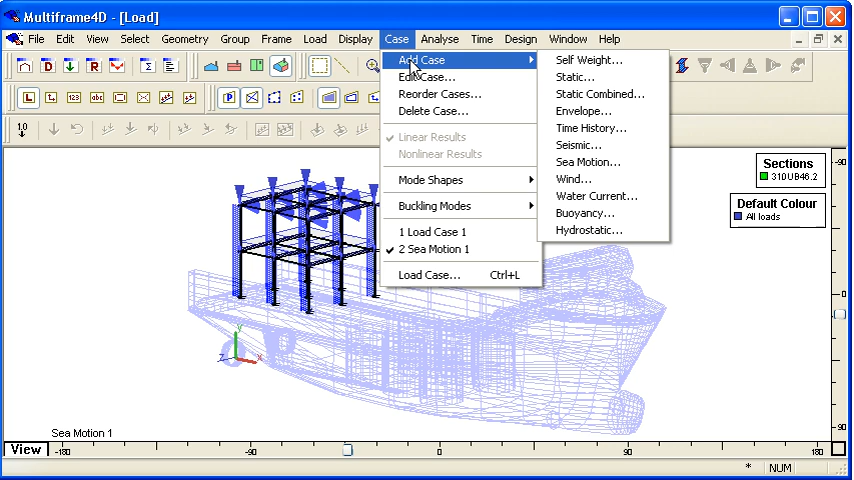 Multiframe4D - [Load]
File Edit View Select Group Frame Load Display Case Analyse Time Design Window Help
Add Case
Edit Case...
Reorder Cases...
Delete Case...
Linear Results
Nonlinear Results
Mode Shapes
Buckling Modes
1 Load Case 1
2 Sea Motion 1
Load Case... Ctrl+L
Self Weight...
Static...
Static Combined...
Envelope...
Time History...
Seismic...
Sea Motion...
Wind...
Water Current...
Buoyancy...
Hydrostatic...
Sections
310UB46.2
Default Colour
All loads
-90
0
-90
y
z
x
Sea Motion 1
View
-180 -90 0 90 180
* NUM